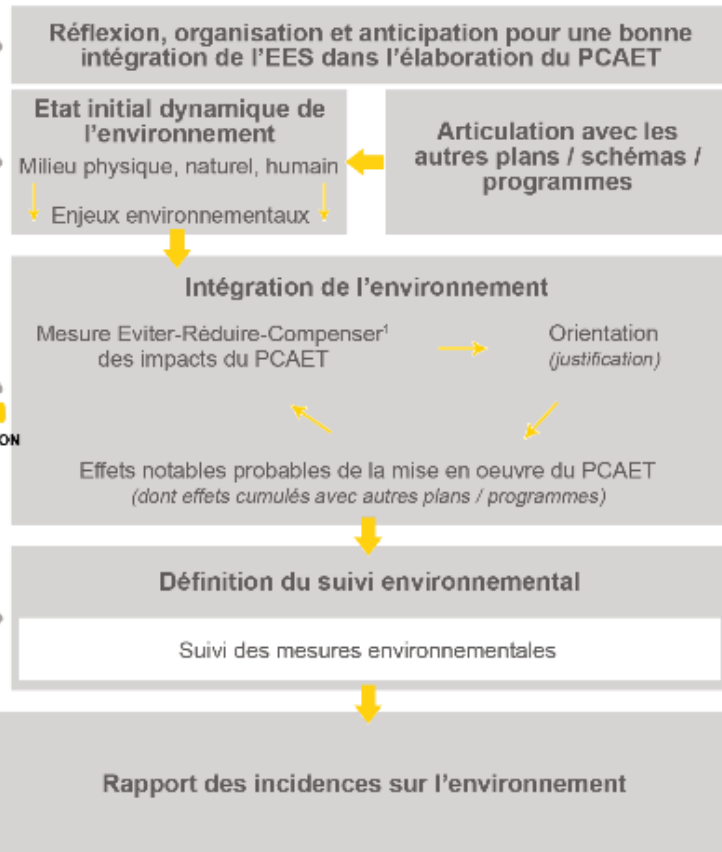 Réflexion, organisation et anticipation pour une bonne
intégration de l'EES dans l'élaboration du PCAET
Etat initial dynamique de
l'environnement
Milieu physique, naturel, humain
Enjeux environnementaux
Articulation avec les
autres plans / schémas /
programmes
Intégration de l'environnement
Mesure Eviter-Réduire-Compenser¹
des impacts du PCAET
Orientation
(justification)
ON
Effets notables probables de la mise en oeuvre du PCAET
(dont effets cumulés avec autres plans / programmes)
Définition du suivi environnemental
Suivi des mesures environnementales
Rapport des incidences sur l'environnement